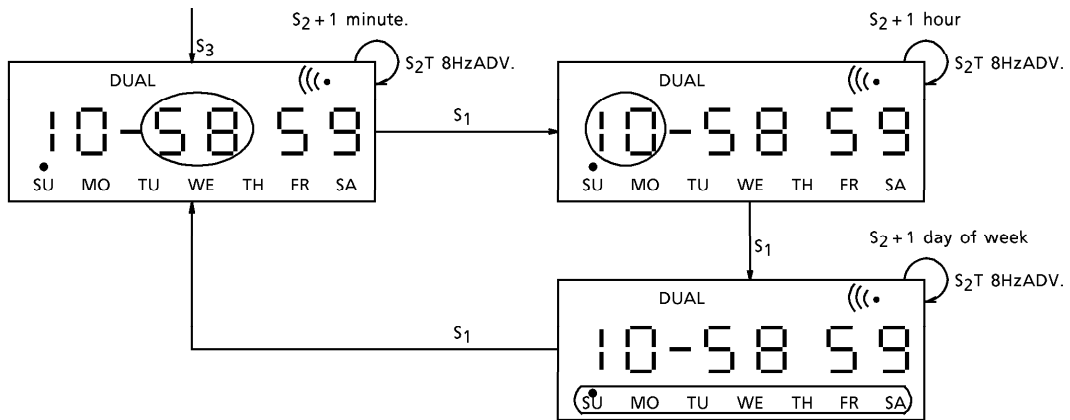 S2 + 1 minute.
S3
S2T 8HzADV.
DUAL
10-58 59
SU MO TU WE TH FR SA
S1
S2 + 1 hour
S2T 8HzADV.
DUAL
10-58 59
SU MO TU WE TH FR SA
S1
S2 + 1 day of week
S2T 8HzADV.
DUAL
10-58 59
SU MO TU WE TH FR SA
S1